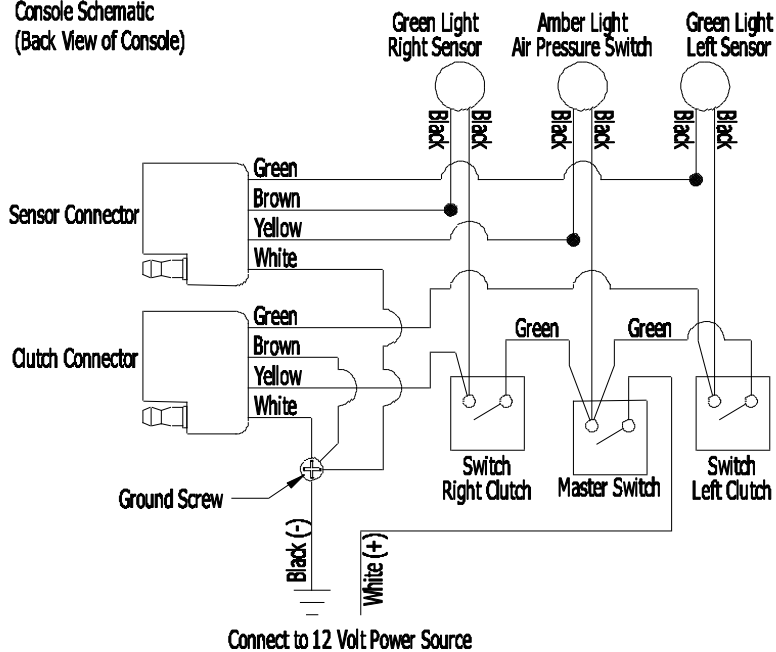 Console Schematic
(Back View of Console)
Green Light
Right Sensor
Amber Light
Air Pressure Switch
Green Light
Left Sensor
Black
Black
Black
Black
Black
Black
Sensor Connector
Green
Brown
Yellow
White
Clutch Connector
Green
Brown
Yellow
White
Green
Green
Switch
Right Clutch
Master Switch
Switch
Left Clutch
Ground Screw
Black (-)
White (+)
Connect to 12 Volt Power Source